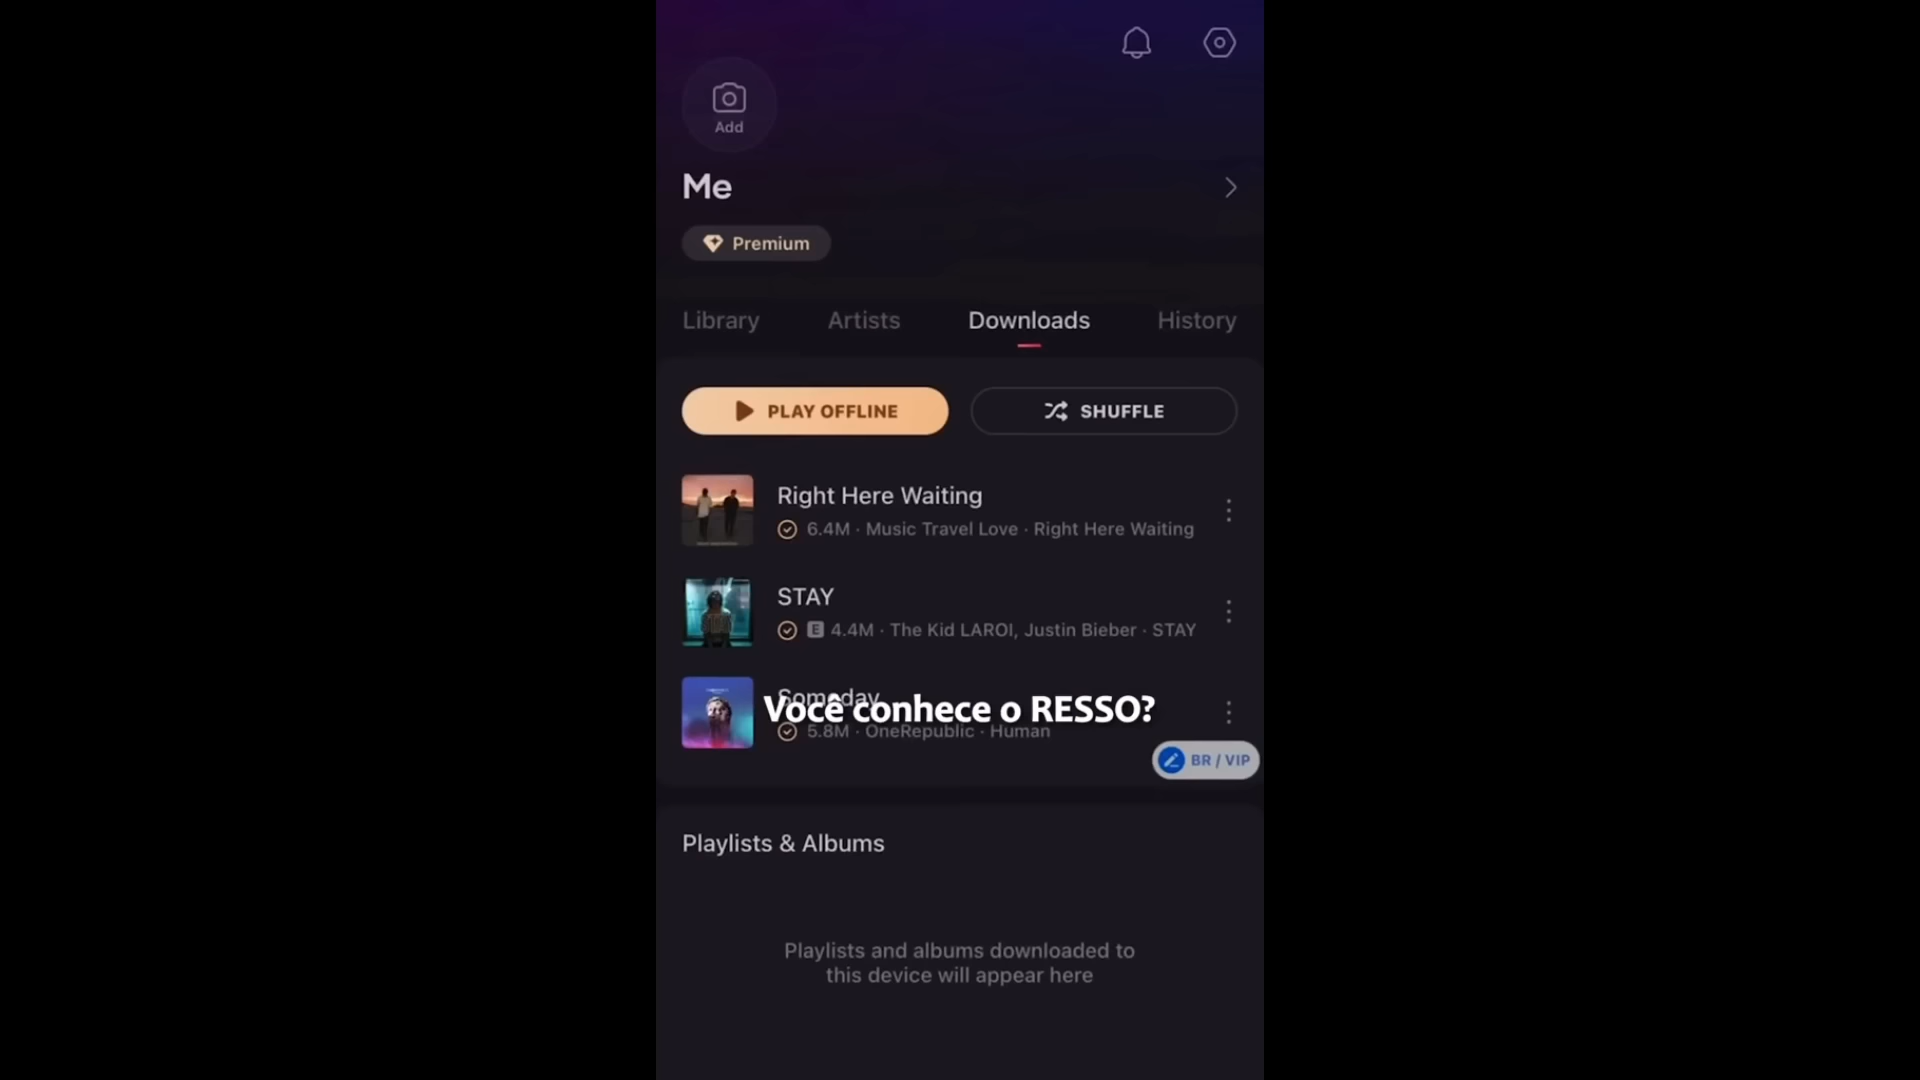 Add
Me
Premium
Library Artists Downloads History
PLAY OFFLINE SHUFFLE
Right Here Waiting
6.4M · Music Travel Love · Right Here Waiting
STAY
E 4.4M · The Kid LAROI, Justin Bieber · STAY
Someday
Você conhece o RESSO?
5.8M · OneRepublic · Human
BR / VIP
Playlists & Albums
Playlists and albums downloaded to
this device will appear here